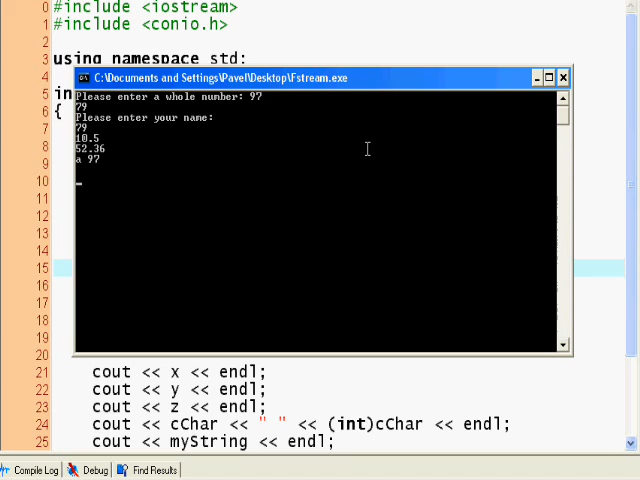 0 #include <iostream>
1 #include <conio.h>
2
3 using namespace std;
4
C:\Documents and Settings\Pavel\Desktop\Fstream.exe
5 in
Please enter a whole number: 97
6 {
79
7
Please enter your name:
79
8
10.5
52.36
9
a 97
10
11
12
13
14
15
16
17
18
19
20
21 cout << x << endl;
22 cout << y << endl;
23 cout << z << endl;
24 cout << cChar << " " << (int)cChar << endl;
25 cout << myString << endl;
Compile Log Debug Find Results